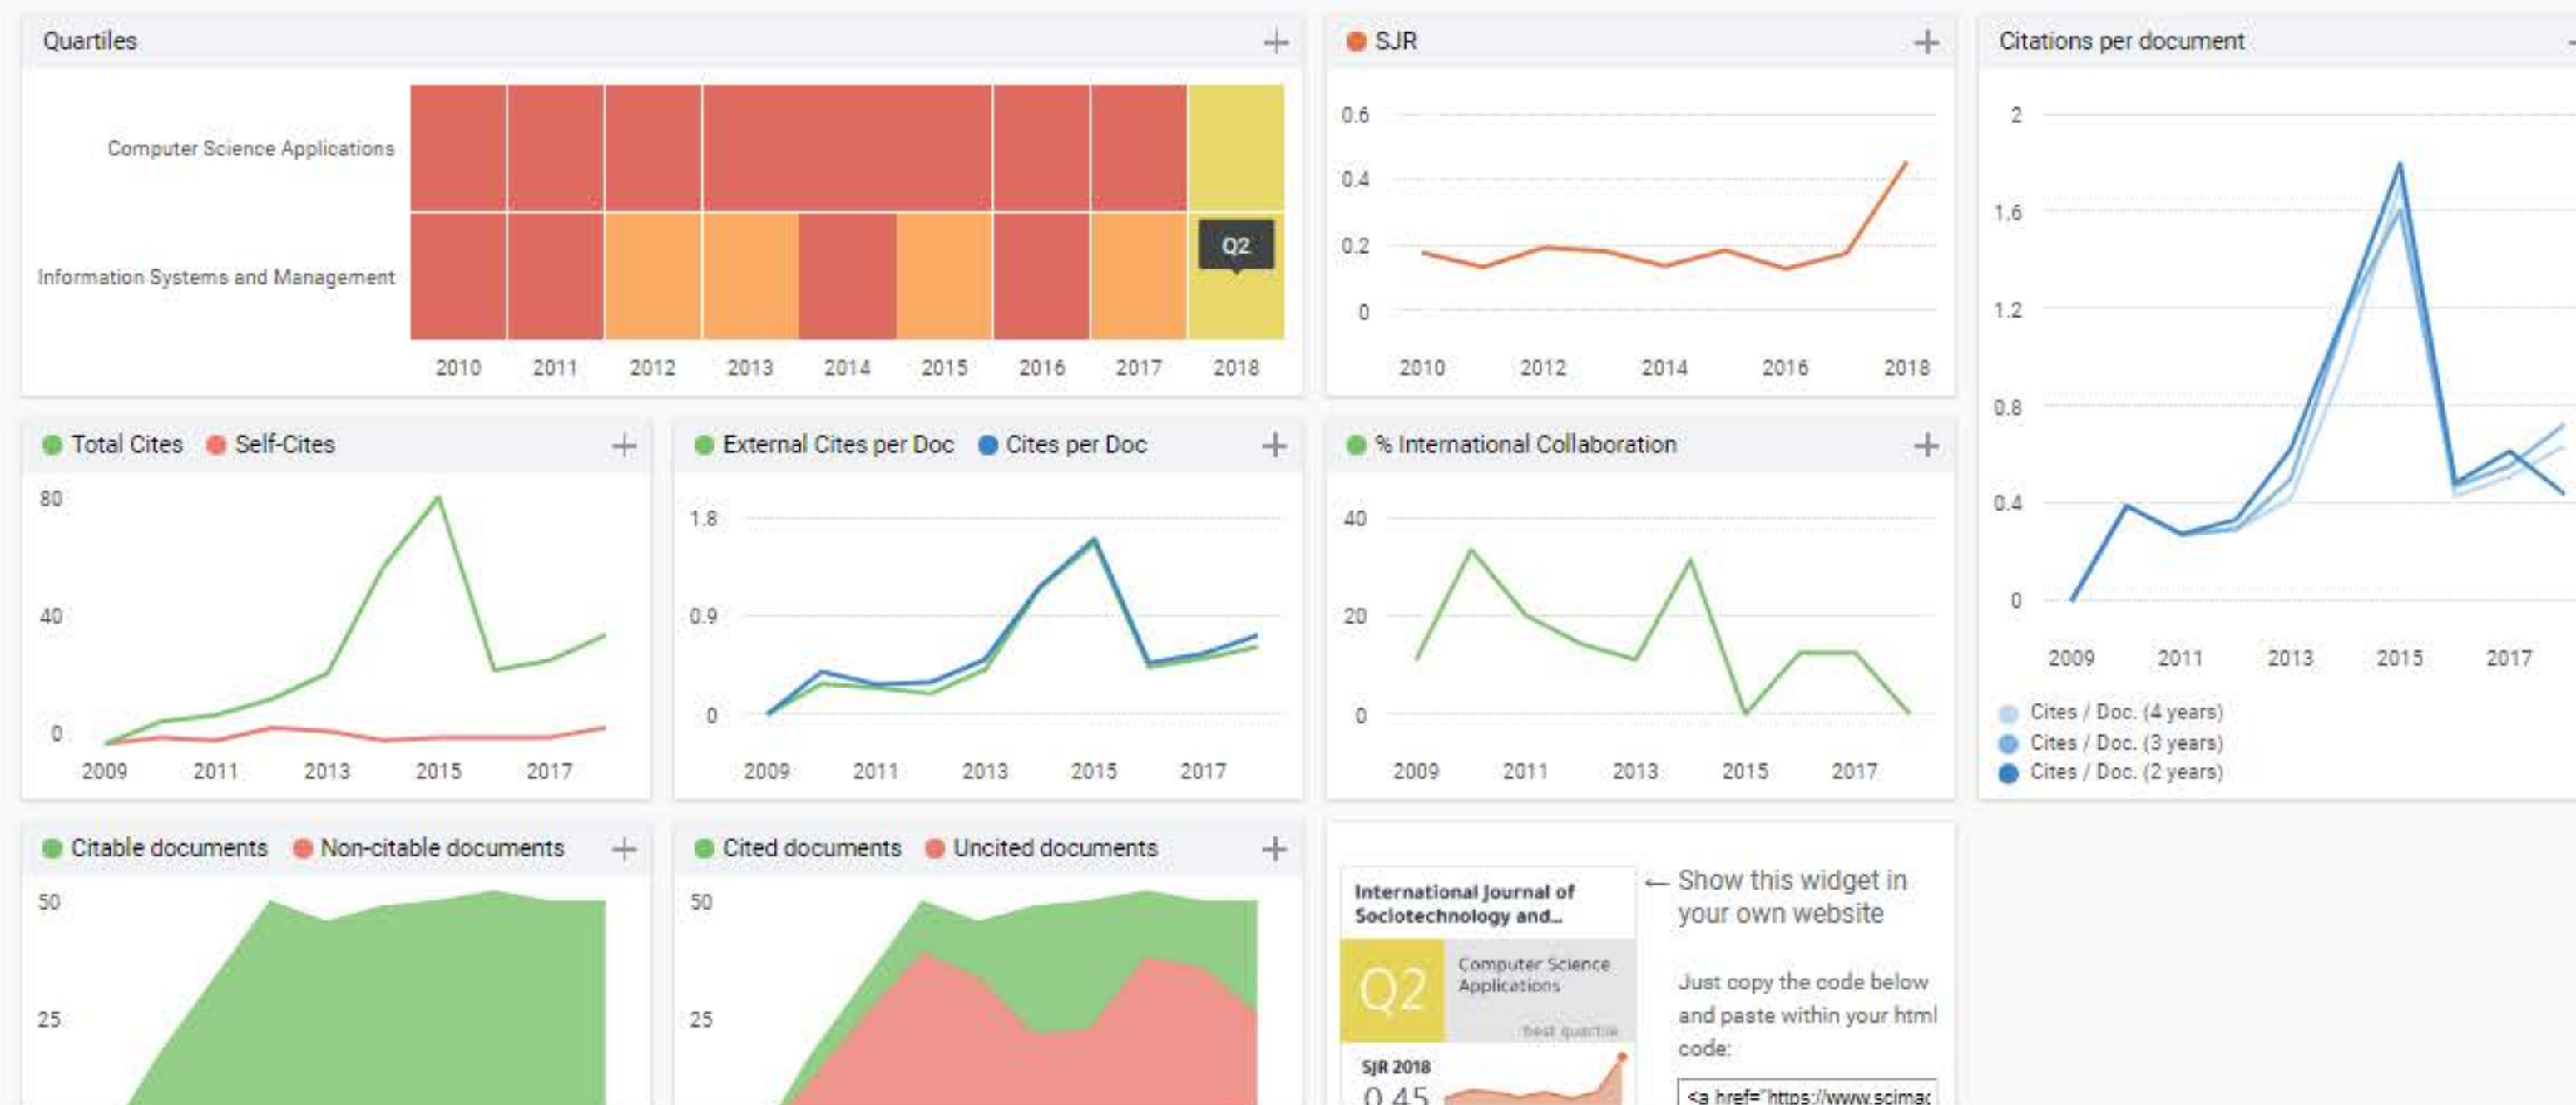 Quartiles
Computer Science Applications
Information Systems and Management
Q2
2010 2011 2012 2013 2014 2015 2016 2017 2018
SJR
0.6
0.4
0.2
0
2010 2012 2014 2016 2018
Citations per document
2
1.6
1.2
0.8
0.4
0
2009 2011 2013 2015 2017
Cites / Doc. (4 years)
Cites / Doc. (3 years)
Cites / Doc. (2 years)
Total Cites Self-Cites
80
40
0
2009 2011 2013 2015 2017
External Cites per Doc Cites per Doc
1.8
0.9
0
2009 2011 2013 2015 2017
% International Collaboration
40
20
0
2009 2011 2013 2015 2017
Citable documents Non-citable documents
50
25
Cited documents Uncited documents
50
25
International Journal of
Sociotechnology and...
Q2
Computer Science
Applications
best quartile
SJR 2018
0.45
← Show this widget in
your own website
Just copy the code below
and paste within your html
code:
<a href="https://www.scimag